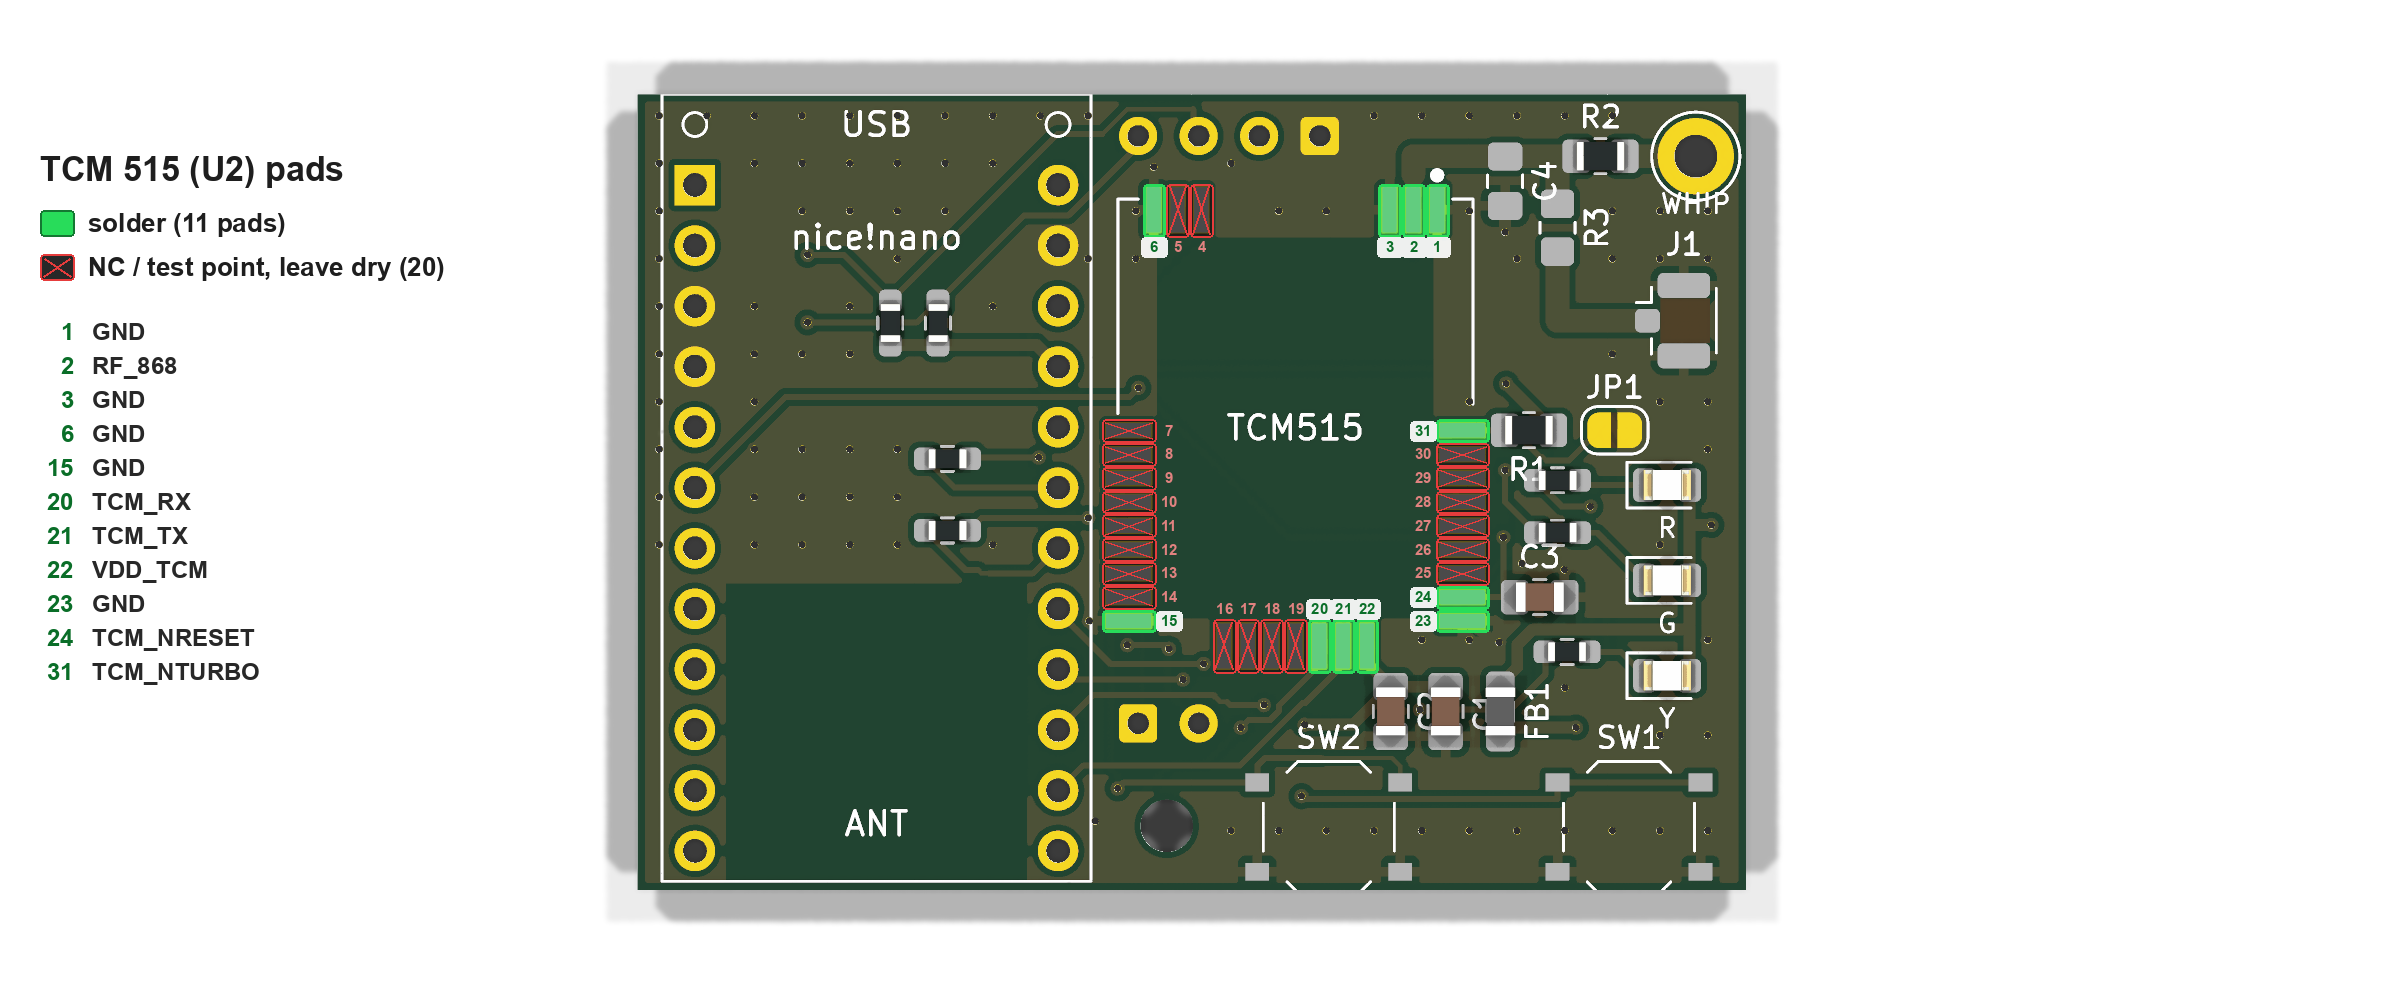 TCM 515 (U2) pads
solder (11 pads)
NC / test point, leave dry (20)
1 GND
2 RF_868
3 GND
6 GND
15 GND
20 TCM_RX
21 TCM_TX
22 VDD_TCM
23 GND
24 TCM_NRESET
31 TCM_NTURBO
USB
R2
C4
WHIP
nice!nano
R3
J1
6 5 4
3 2 1
JP1
TCM515
7
8
9
10
11
12
13
14
15
31
30
29
28
27
26
25
24
23
R1
R
C3
G
16 17 18 19 20 21 22
C2
C1
FB1
Y
SW2
SW1
ANT